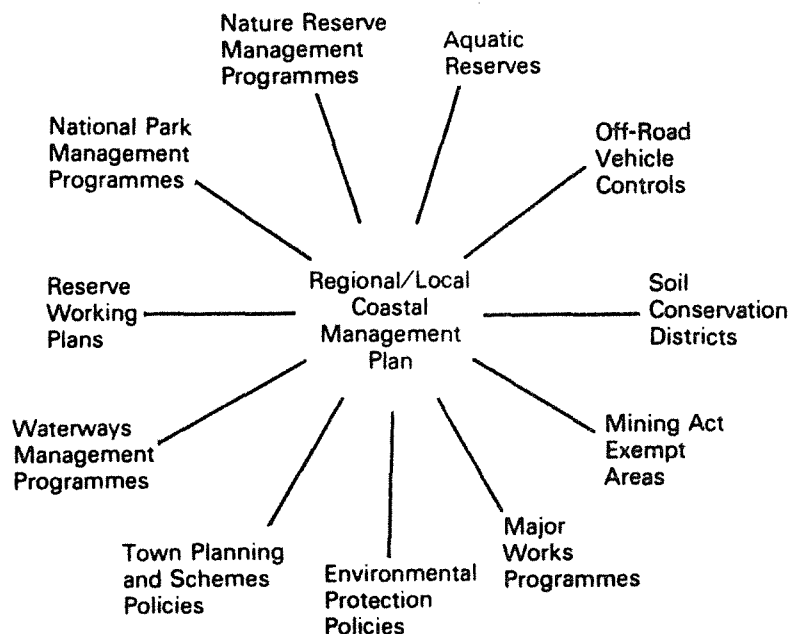 Nature Reserve
Management
Programmes
Aquatic
Reserves
National Park
Management
Programmes
Off-Road
Vehicle
Controls
Reserve
Working
Plans
Regional/Local
Coastal
Management
Plan
Soil
Conservation
Districts
Waterways
Management
Programmes
Mining Act
Exempt
Areas
Town Planning
and Schemes
Policies
Environmental
Protection
Policies
Major
Works
Programmes